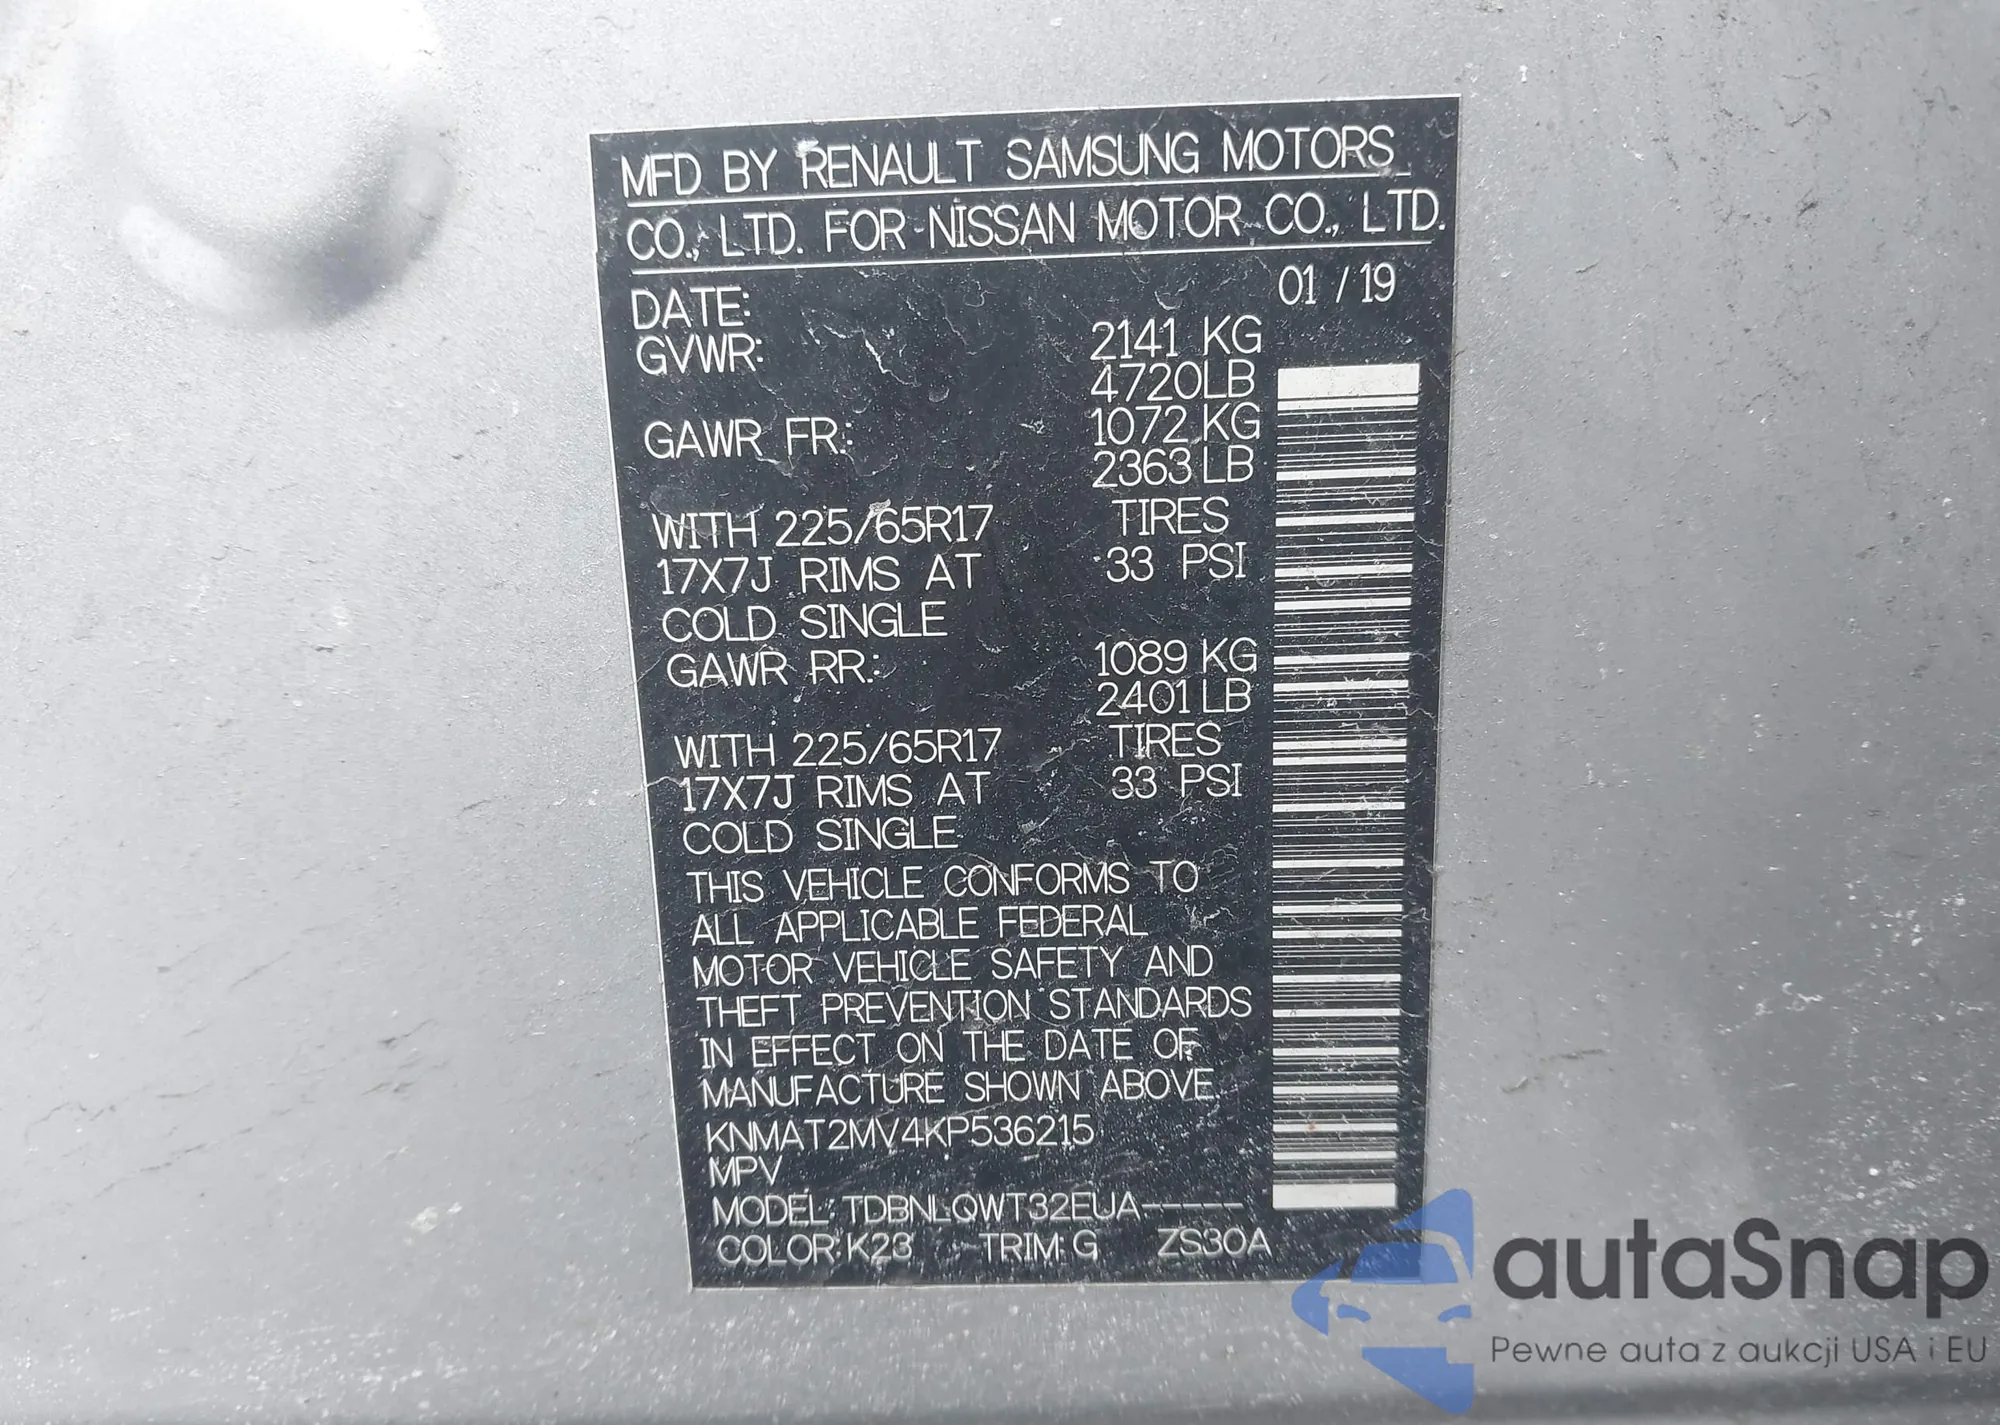 MFD BY RENAULT SAMSUNG MOTORS
CO., LTD. FOR NISSAN MOTOR CO., LTD.
DATE: 01 / 19
GVWR: 2141 KG
4720LB
GAWR FR: 1072 KG
2363 LB
WITH 225/65R17 TIRES
17X7J RIMS AT 33 PSI
COLD SINGLE
GAWR RR: 1089 KG
2401 LB
WITH 225/65R17 TIRES
17X7J RIMS AT 33 PSI
COLD SINGLE
THIS VEHICLE CONFORMS TO
ALL APPLICABLE FEDERAL
MOTOR VEHICLE SAFETY AND
THEFT PREVENTION STANDARDS
IN EFFECT ON THE DATE OF
MANUFACTURE SHOWN ABOVE
KNMAT2MV4KP536215
MPV
MODEL: TDBNLQWT32EUA-----
COLOR: K23 TRIM: G ZS30A
autaSnap
Pewne auta z aukcji USA i EU